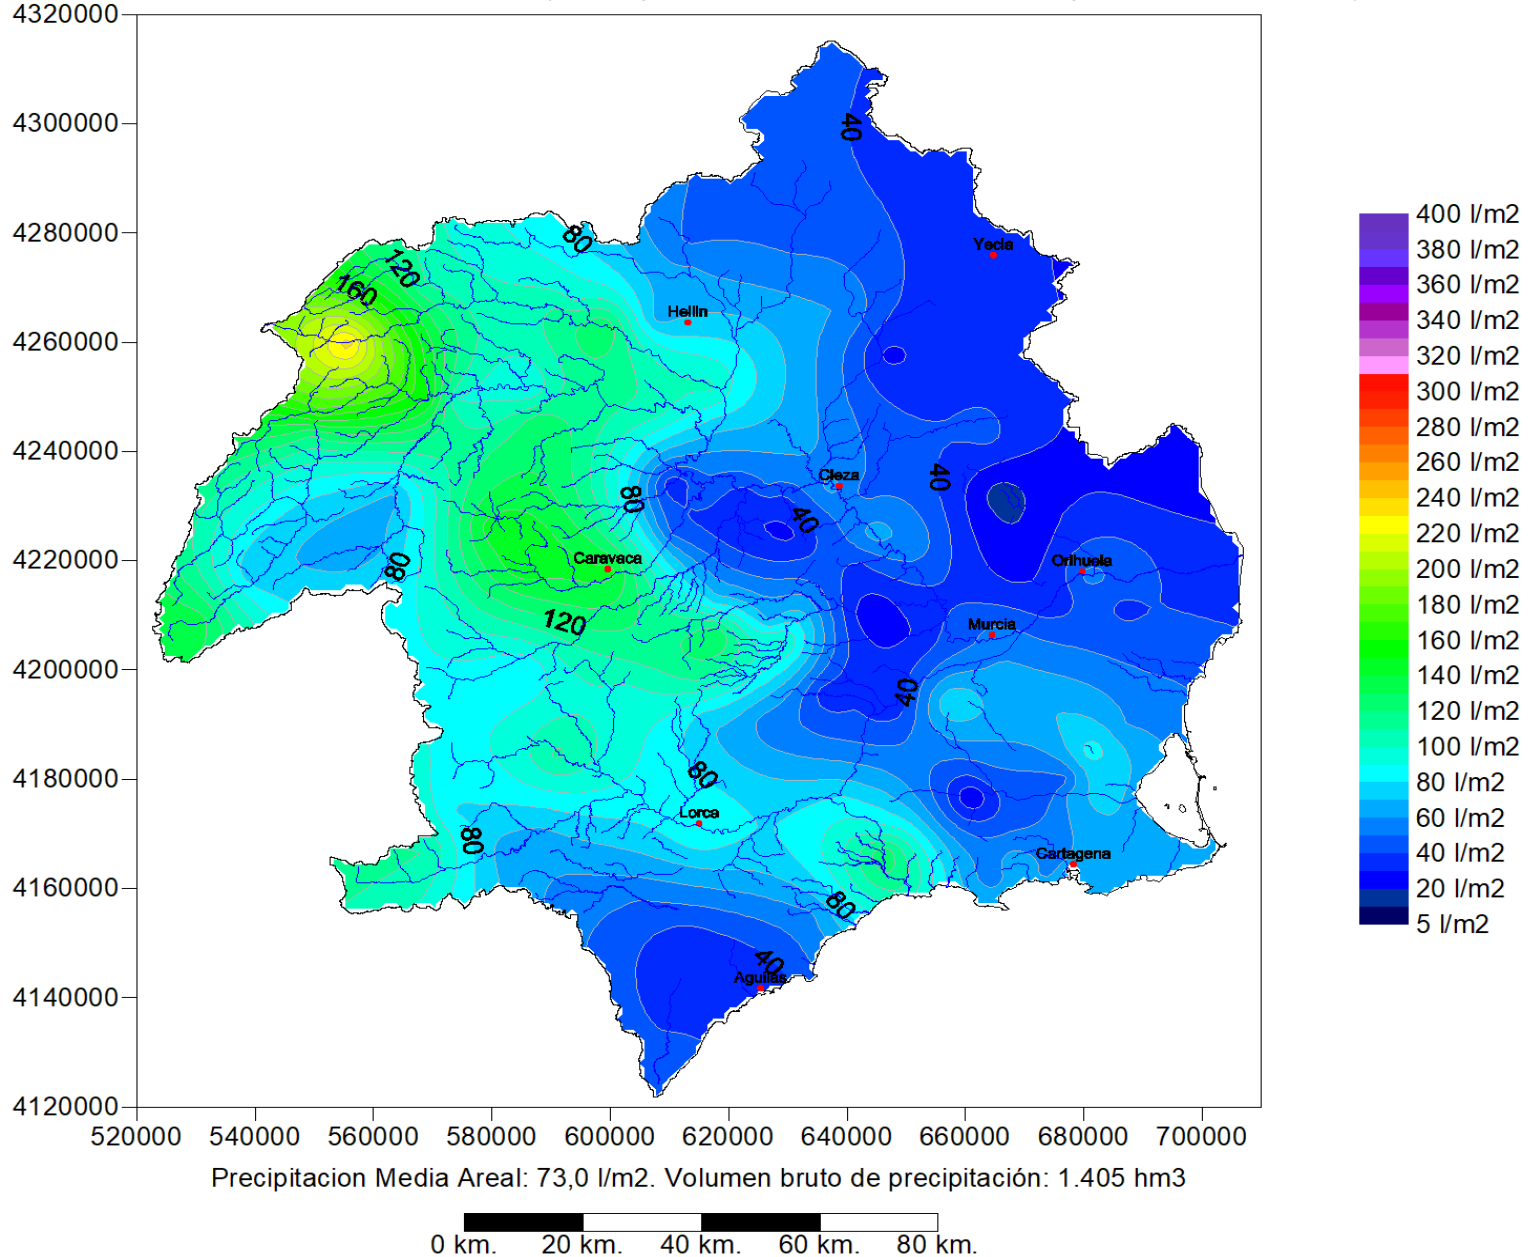 4320000
4300000
4280000
4260000
4240000
4220000
4200000
4180000
4160000
4140000
4120000
520000 540000 560000 580000 600000 620000 640000 660000 680000 700000
40
80
120
160
Yecla
Hellin
Cieza
40
80
40
80
Caravaca
Orihuela
120
Murcia
40
80
Lorca
80
Cartagena
80
40
Aguilas
400 l/m2
380 l/m2
360 l/m2
340 l/m2
320 l/m2
300 l/m2
280 l/m2
260 l/m2
240 l/m2
220 l/m2
200 l/m2
180 l/m2
160 l/m2
140 l/m2
120 l/m2
100 l/m2
80 l/m2
60 l/m2
40 l/m2
20 l/m2
5 l/m2
Precipitacion Media Areal: 73,0 l/m2. Volumen bruto de precipitación: 1.405 hm3
0 km. 20 km. 40 km. 60 km. 80 km.